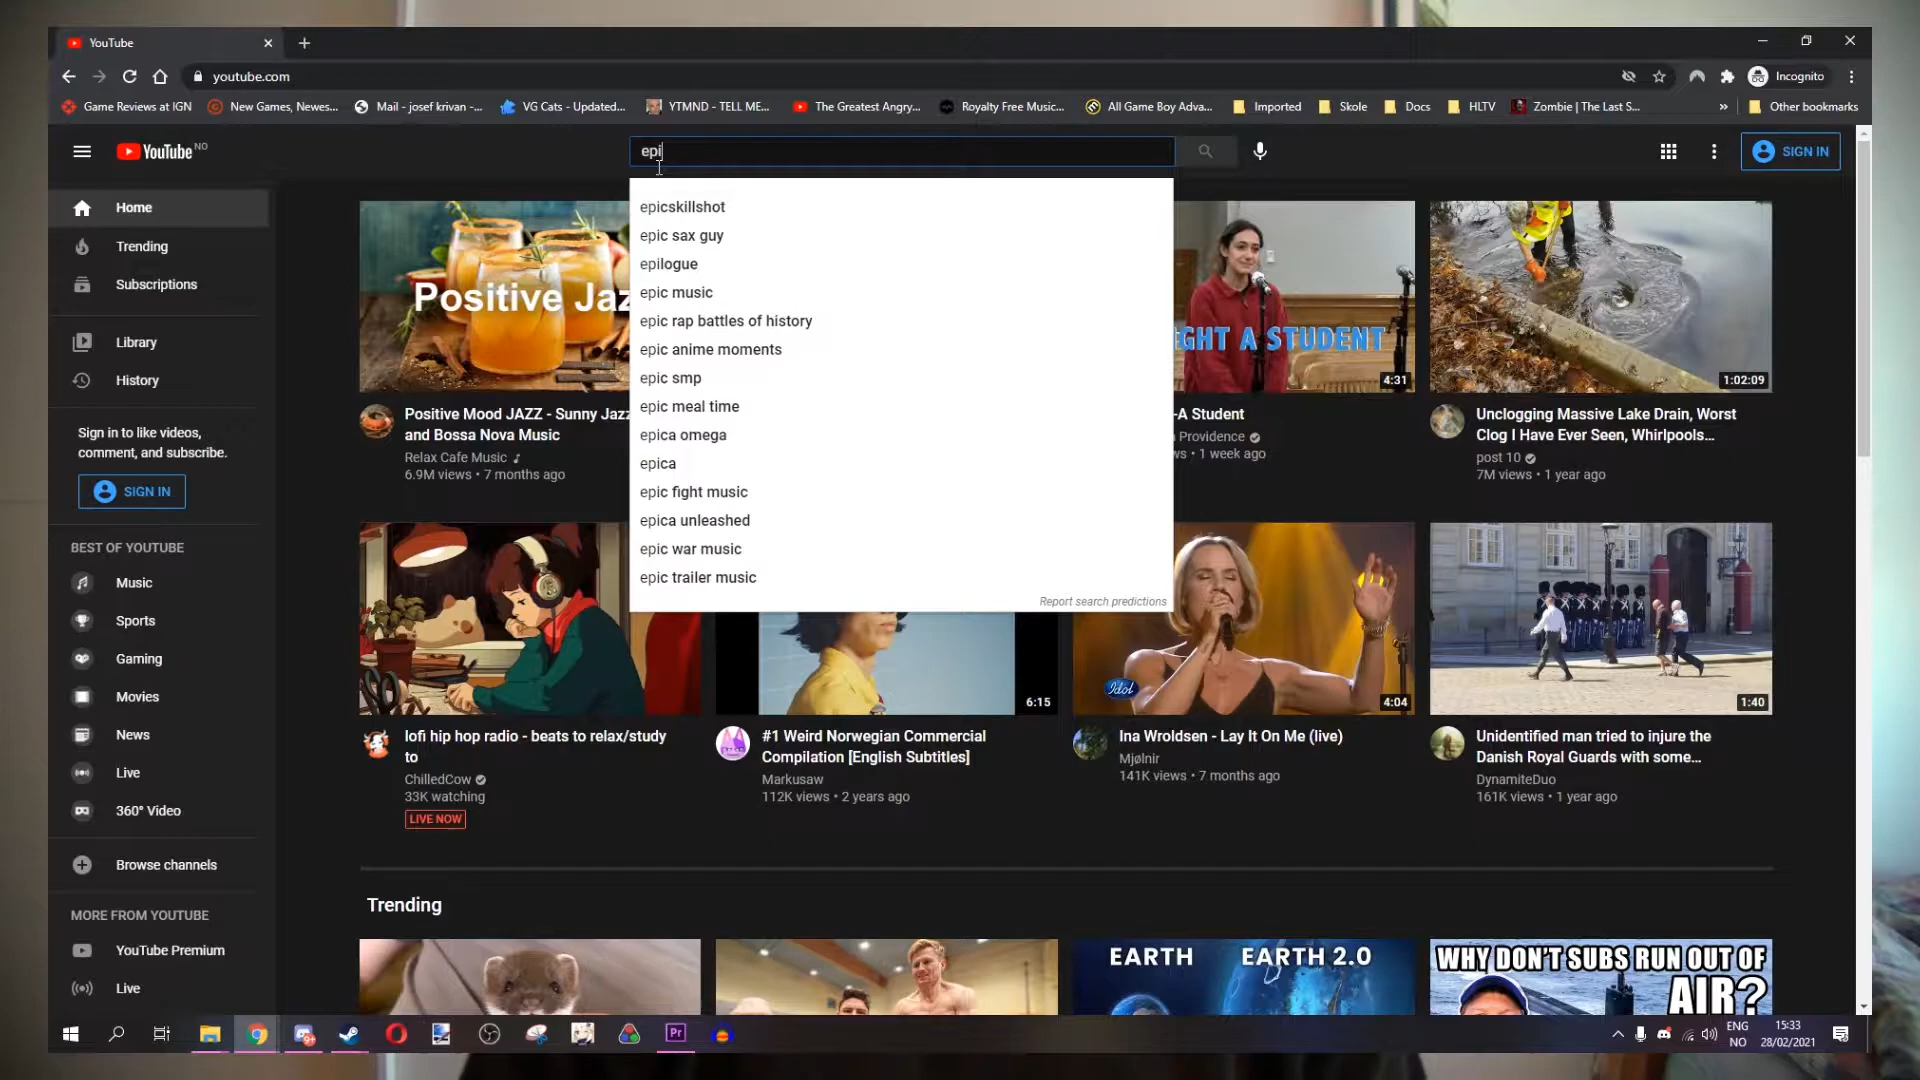 YouTube
youtube.com
Incognito
Game Reviews at IGN
New Games, Newes...
Mail - josef krivan -...
VG Cats - Updated...
YTMND - TELL ME...
The Greatest Angry...
Royalty Free Music...
All Game Boy Adva...
Imported
Skole
Docs
HLTV
Zombie | The Last S...
»
Other bookmarks
YouTube NO
epi
SIGN IN
epicskillshot
epic sax guy
epilogue
epic music
epic rap battles of history
epic anime moments
epic smp
epic meal time
epica omega
epica
epic fight music
epica unleashed
epic war music
epic trailer music
Report search predictions
Home
Trending
Subscriptions
Library
History
Sign in to like videos,
comment, and subscribe.
SIGN IN
BEST OF YOUTUBE
Music
Sports
Gaming
Movies
News
Live
360° Video
Browse channels
MORE FROM YOUTUBE
YouTube Premium
Live
Positive Jaz
Positive Mood JAZZ - Sunny Jazz
and Bossa Nova Music
Relax Cafe Music
6.9M views • 7 months ago
GHT A STUDENT
4:31
-A Student
Providence
ws • 1 week ago
1:02:09
Unclogging Massive Lake Drain, Worst
Clog I Have Ever Seen, Whirlpools...
post 10
7M views • 1 year ago
lofi hip hop radio - beats to relax/study
to
ChilledCow
33K watching
LIVE NOW
6:15
#1 Weird Norwegian Commercial
Compilation [English Subtitles]
Markusaw
112K views • 2 years ago
Idol
4:04
Ina Wroldsen - Lay It On Me (live)
Mjølnir
141K views • 7 months ago
1:40
Unidentified man tried to injure the
Danish Royal Guards with some...
DynamiteDuo
161K views • 1 year ago
Trending
EARTH EARTH 2.0
WHY DON'T SUBS RUN OUT OF
AIR?
Pr
ENG
NO
15:33
28/02/2021